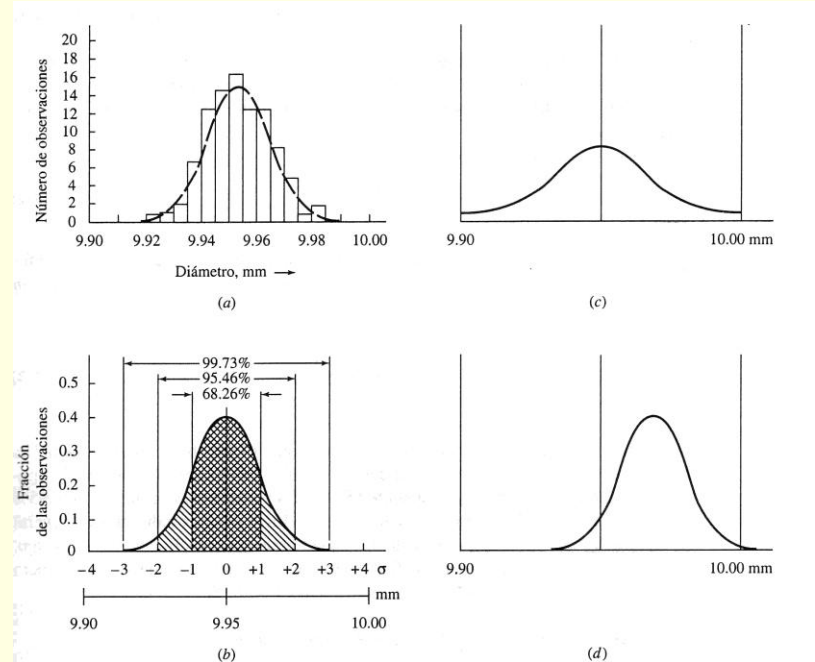 Número de observaciones
20
18
16
14
12
10
8
6
4
2
0
9.90 9.92 9.94 9.96 9.98 10.00
Diámetro, mm
(a)
9.90 10.00 mm
(c)
99.73%
95.46%
68.26%
Fracción
de las observaciones
0.5
0.4
0.3
0.2
0.1
0
–4 –3 –2 –1 0 +1 +2 +3 +4 σ
mm
9.90 9.95 10.00
(b)
9.90 10.00 mm
(d)